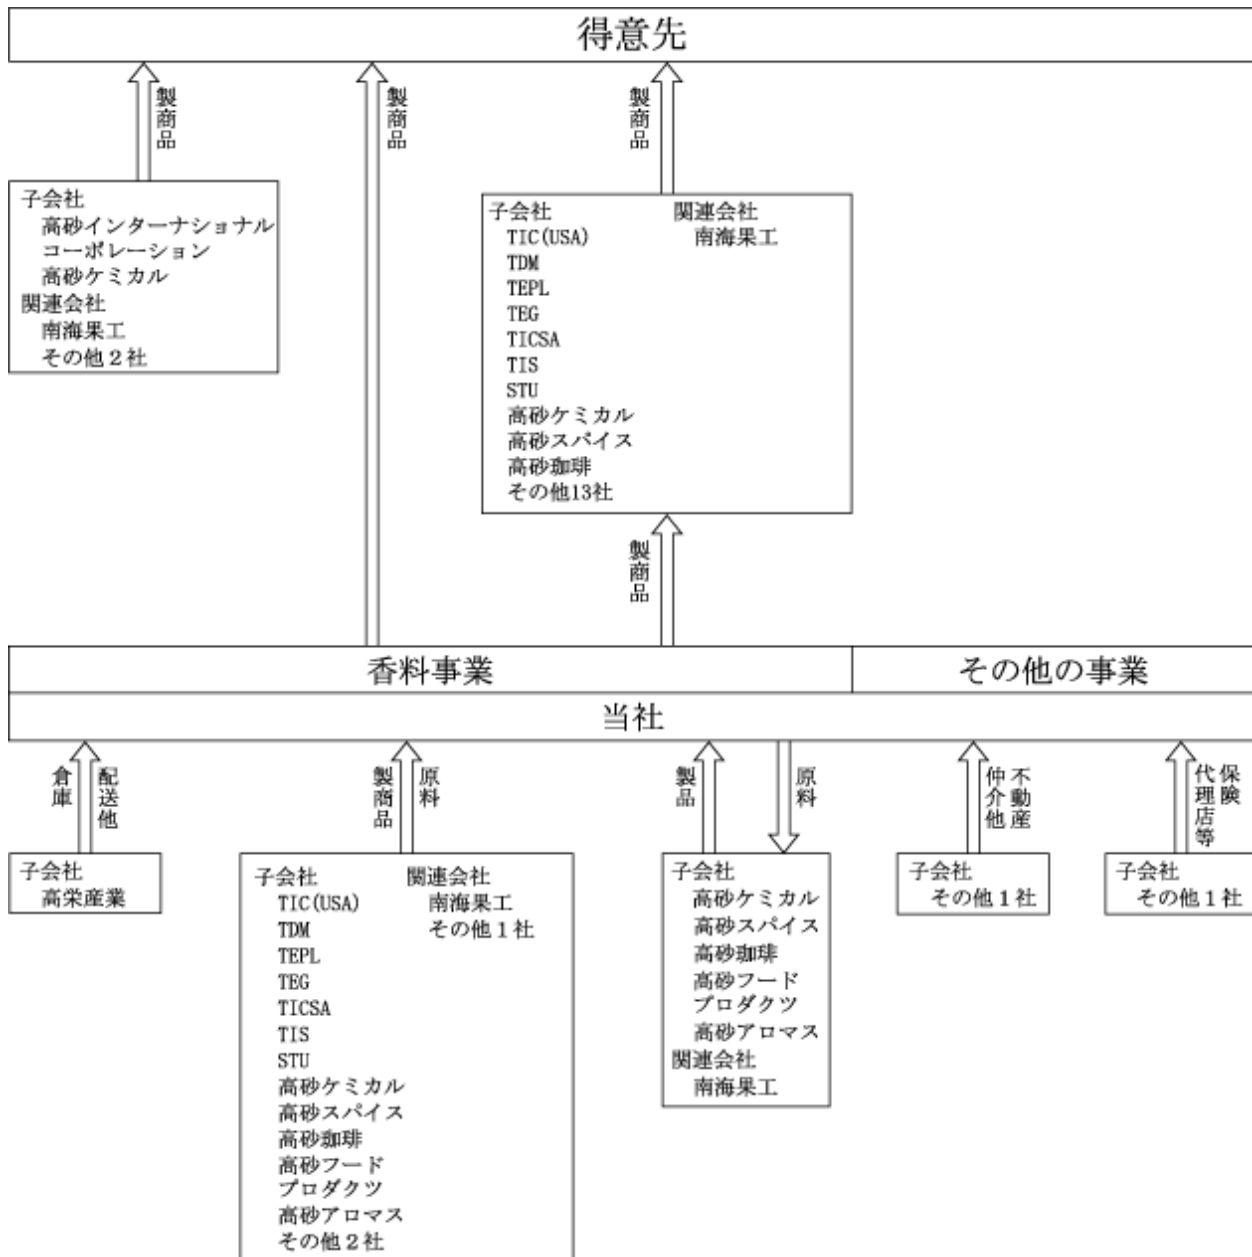 得意先
製商品
製商品
製商品
子会社
高砂インターナショナル
コーポレーション
高砂ケミカル
関連会社
南海果工
その他２社
子会社
TIC(USA)
TDM
TEPL
TEG
TICSA
TIS
STU
高砂ケミカル
高砂スパイス
高砂珈琲
その他13社
関連会社
南海果工
製商品
香料事業
その他の事業
当社
倉庫
配送他
製商品
原料
製品
原料
不動産
仲介他
保険
代理店等
子会社
高栄産業
子会社
TIC(USA)
TDM
TEPL
TEG
TICSA
TIS
STU
高砂ケミカル
高砂スパイス
高砂珈琲
高砂フード
プロダクツ
高砂アロマス
その他２社
関連会社
南海果工
その他１社
子会社
高砂ケミカル
高砂スパイス
高砂珈琲
高砂フード
プロダクツ
高砂アロマス
関連会社
南海果工
子会社
その他１社
子会社
その他１社